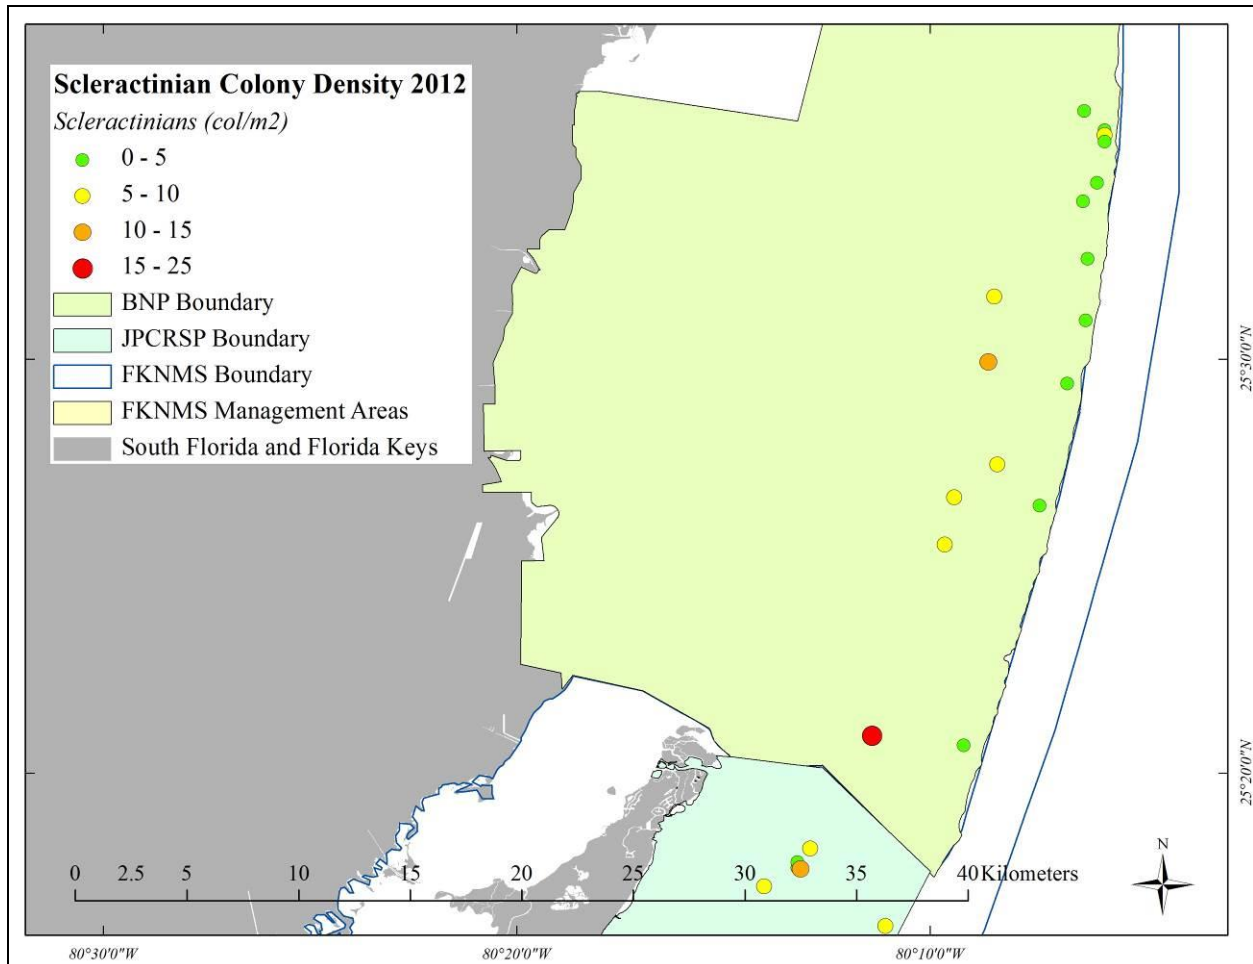 Scleractinian Colony Density 2012
Scleractinians (col/m2)
0 - 5
5 - 10
10 - 15
15 - 25
BNP Boundary
JPCRSP Boundary
FKNMS Boundary
FKNMS Management Areas
South Florida and Florida Keys
25°30'0"N
25°20'0"N
0 2.5 5 10 15 20 25 30 35 40 Kilometers
N
80°30'0"W 80°20'0"W 80°10'0"W